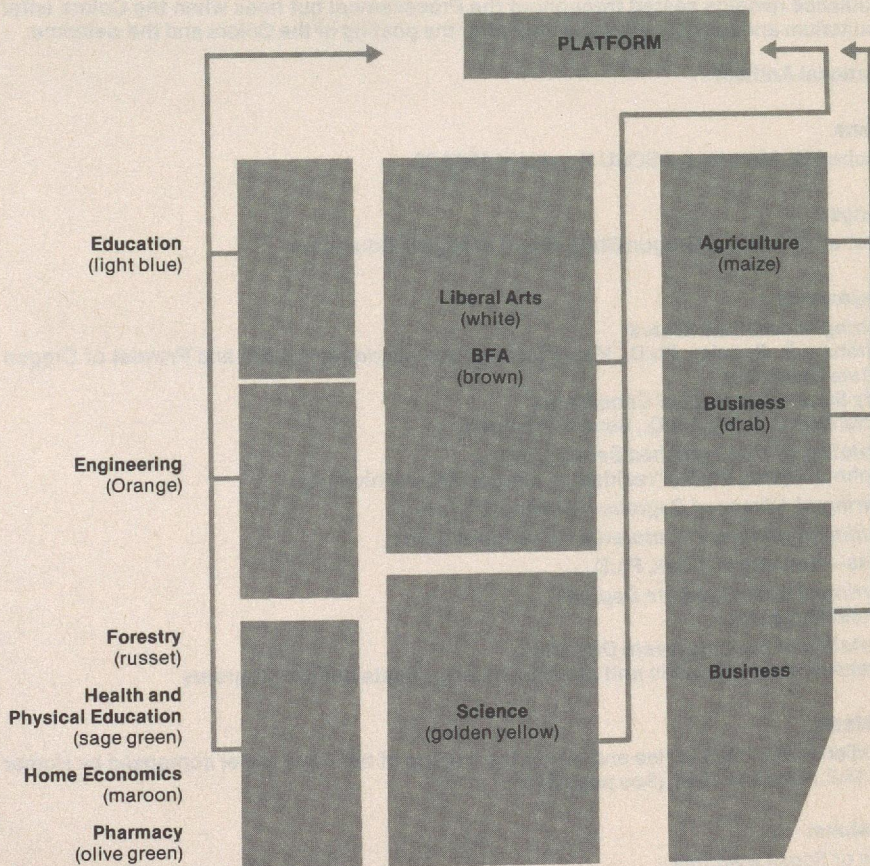 PLATFORM
Education
(light blue)
Liberal Arts
(white)
BFA
(brown)
Agriculture
(maize)
Business
(drab)
Engineering
(Orange)
Forestry
(russet)
Health and
Physical Education
(sage green)
Home Economics
(maroon)
Pharmacy
(olive green)
Science
(golden yellow)
Business